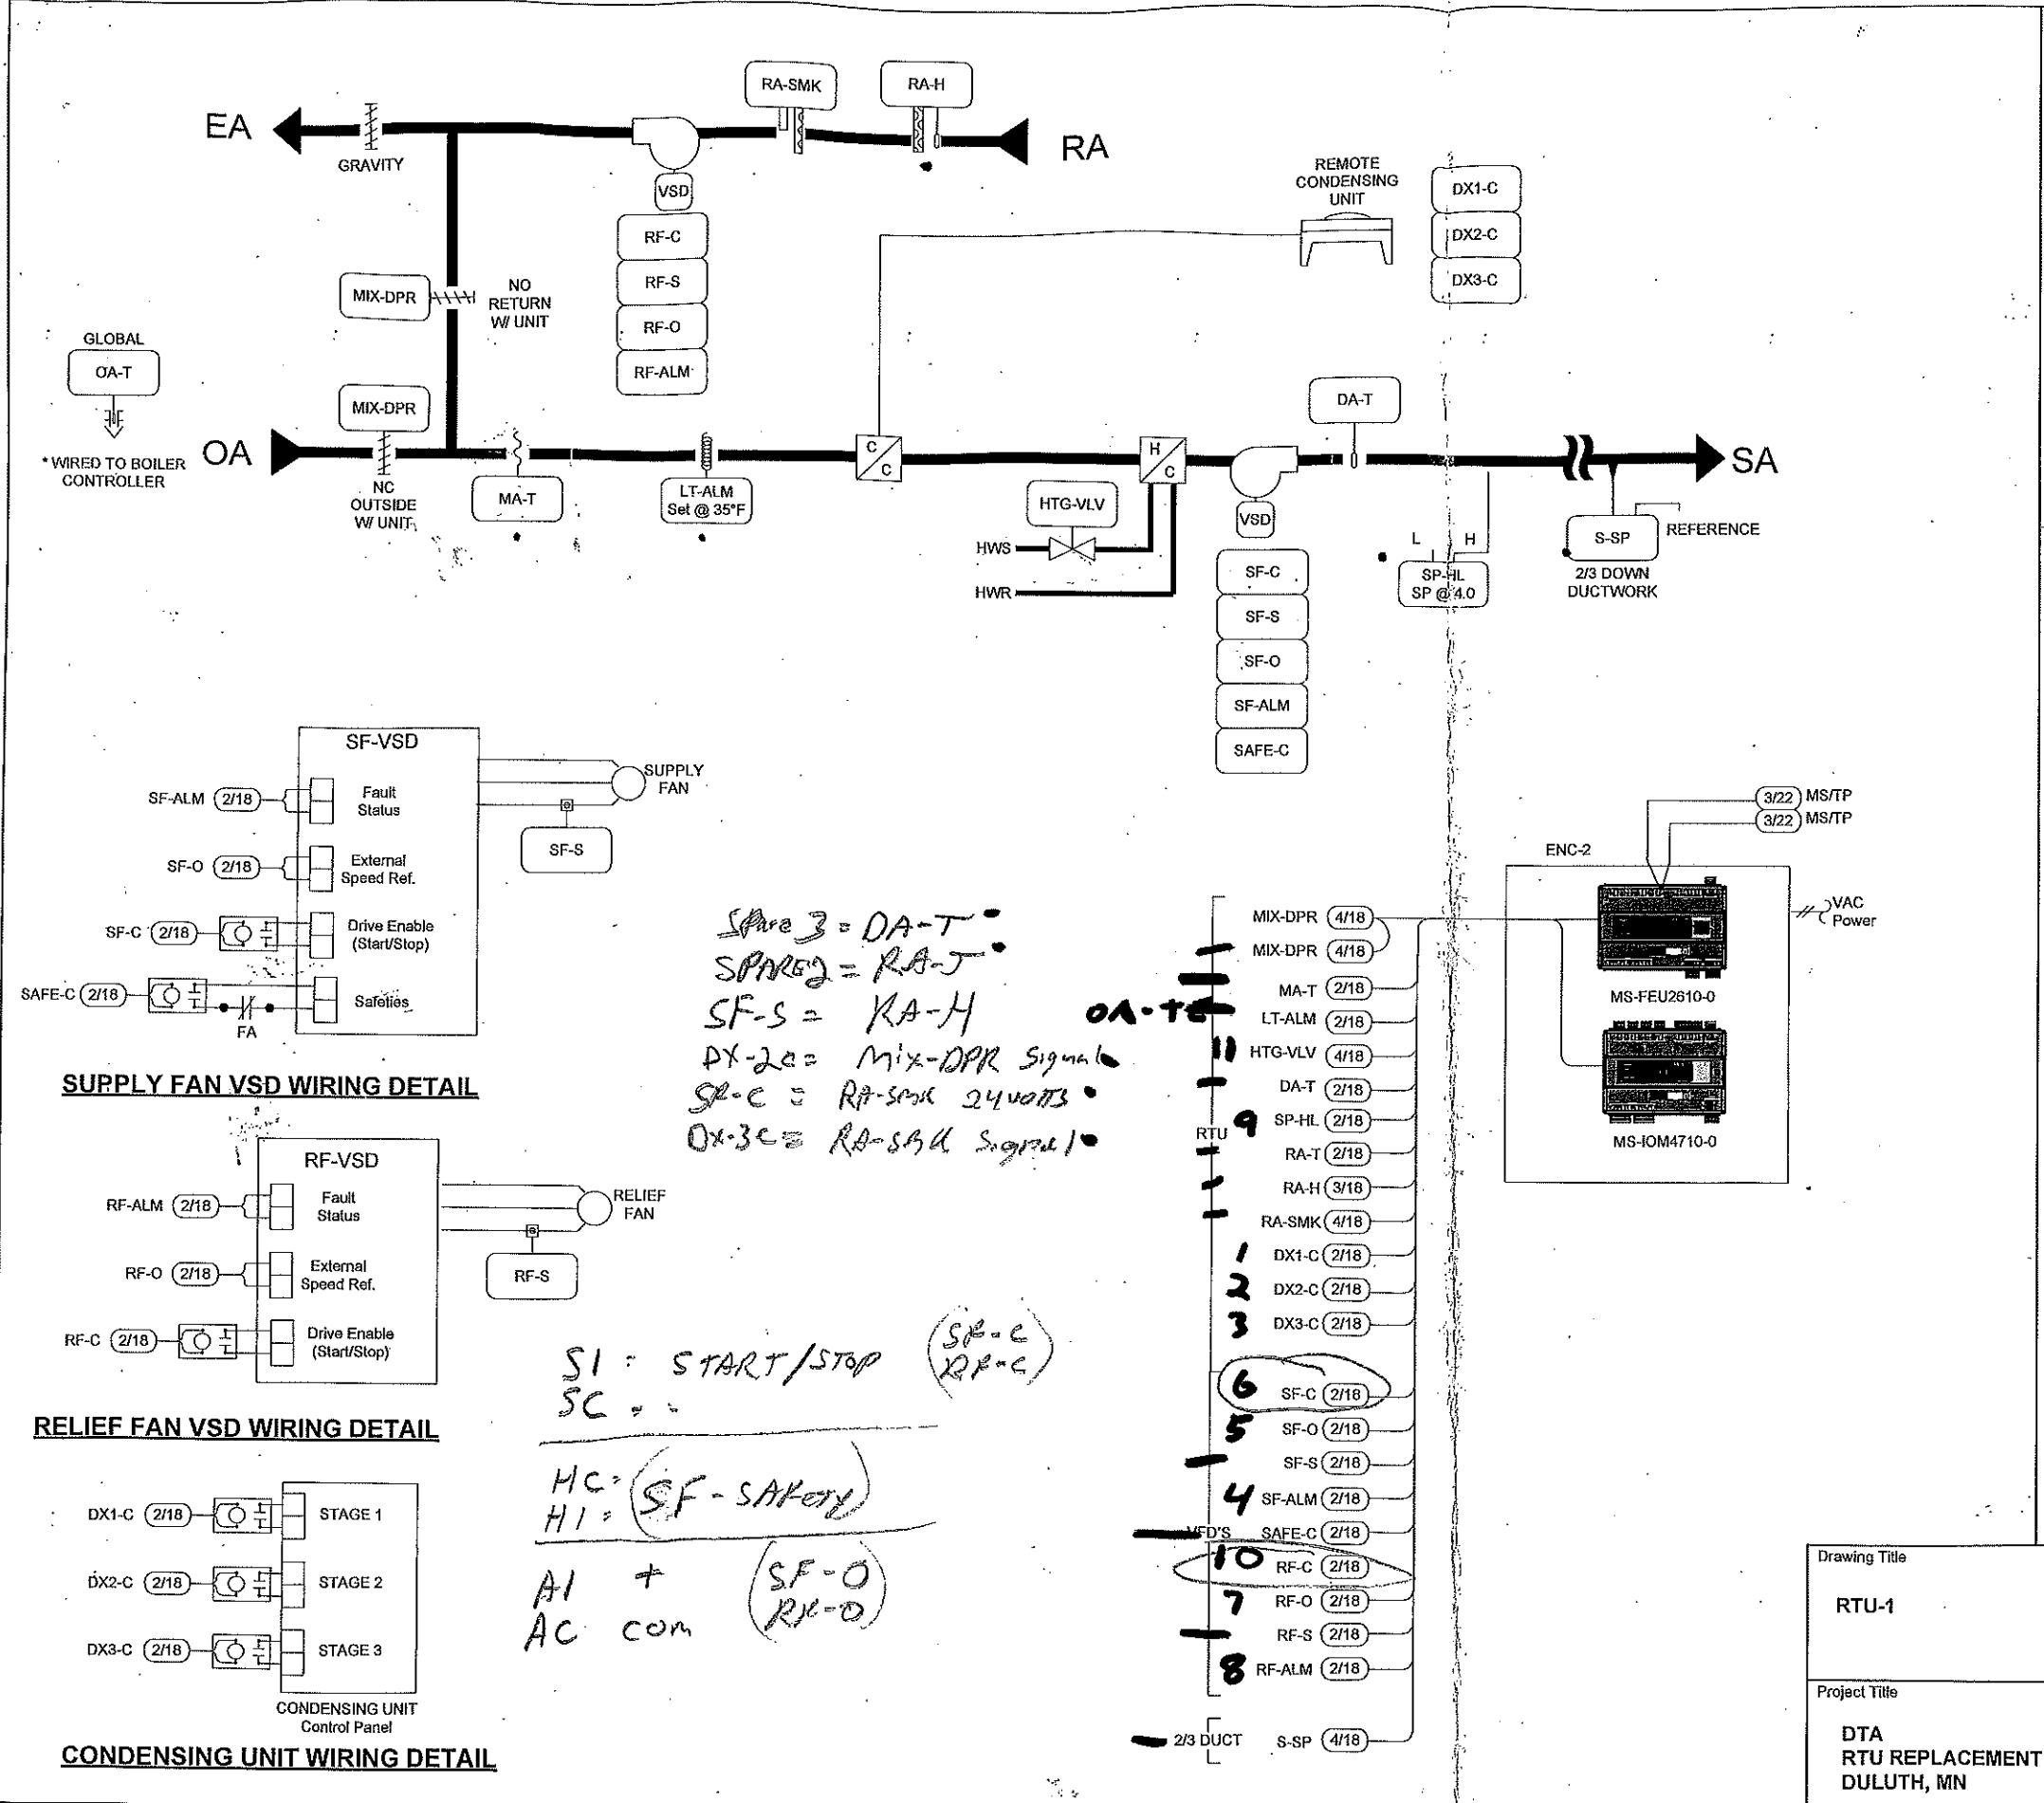 RA-SMK
RA-H
EA
RA
GRAVITY
VSD
RF-C
RF-S
RF-O
RF-ALM
REMOTE
CONDENSING
UNIT
DX1-C
DX2-C
DX3-C
MIX-DPR
NO
RETURN
W/ UNIT
GLOBAL
OA-T
* WIRED TO BOILER
CONTROLLER
MIX-DPR
OA
NC
OUTSIDE
W/ UNIT
MA-T
LT-ALM
Set @ 35°F
C
C
H
C
HTG-VLV
HWS
HWR
DA-T
SA
VSD
SF-C
SF-S
SF-O
SF-ALM
SAFE-C
L H
SP-HL
SP @ 4.0
S-SP
REFERENCE
2/3 DOWN
DUCTWORK
SF-VSD
SF-ALM 2/18 Fault
Status
SF-O 2/18 External
Speed Ref.
SF-C 2/18 Drive Enable
(Start/Stop)
SAFE-C 2/18 Safeties
FA
SUPPLY
FAN
SF-S
SUPPLY FAN VSD WIRING DETAIL
RF-VSD
RF-ALM 2/18 Fault
Status
RF-O 2/18 External
Speed Ref.
RF-C 2/18 Drive Enable
(Start/Stop)
RELIEF
FAN
RF-S
RELIEF FAN VSD WIRING DETAIL
DX1-C 2/18 STAGE 1
DX2-C 2/18 STAGE 2
DX3-C 2/18 STAGE 3
CONDENSING UNIT
Control Panel
CONDENSING UNIT WIRING DETAIL
Spare 3 = DA-T
SPARE 2 = RA-T
SF-S = RA-H
DX-2C = Mix-DPR Signal
SF-C = RA-SMK 24 VOLTS
DX-3C = RA-SMK Signal
S1 = START/STOP (SF-C
RF-C)
SC
HC = (SF-SAFETY)
H1 =
A1 + (SF-O
RF-O)
AC com
MIX-DPR 4/18
MIX-DPR 4/18
MA-T 2/18
OA-TE LT-ALM 2/18
11 HTG-VLV 4/18
DA-T 2/18
9 SP-HL 2/18
RTU
RA-T 2/18
RA-H 3/18
RA-SMK 4/18
1 DX1-C 2/18
2 DX2-C 2/18
3 DX3-C 2/18
6 SF-C 2/18
5 SF-O 2/18
SF-S 2/18
4 SF-ALM 2/18
VFD'S SAFE-C 2/18
10 RF-C 2/18
7 RF-O 2/18
RF-S 2/18
8 RF-ALM 2/18
2/3 DUCT S-SP 4/18
3/22 MS/TP
3/22 MS/TP
ENC-2
VAC
Power
MS-FEU2610-0
MS-IOM4710-0
Drawing Title
RTU-1
Project Title
DTA
RTU REPLACEMENT
DULUTH, MN